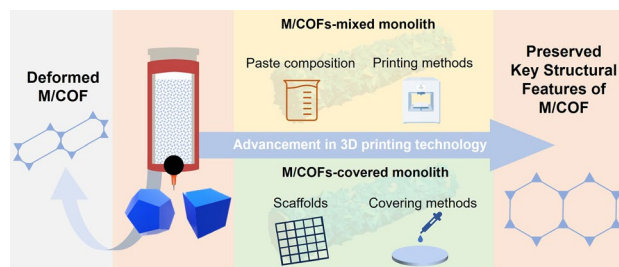 Deformed
M/COF
M/COFs-mixed monolith
Paste composition
Printing methods
Advancement in 3D printing technology
M/COFs-covered monolith
Scaffolds
Covering methods
Preserved
Key Structural
Features of
M/COF